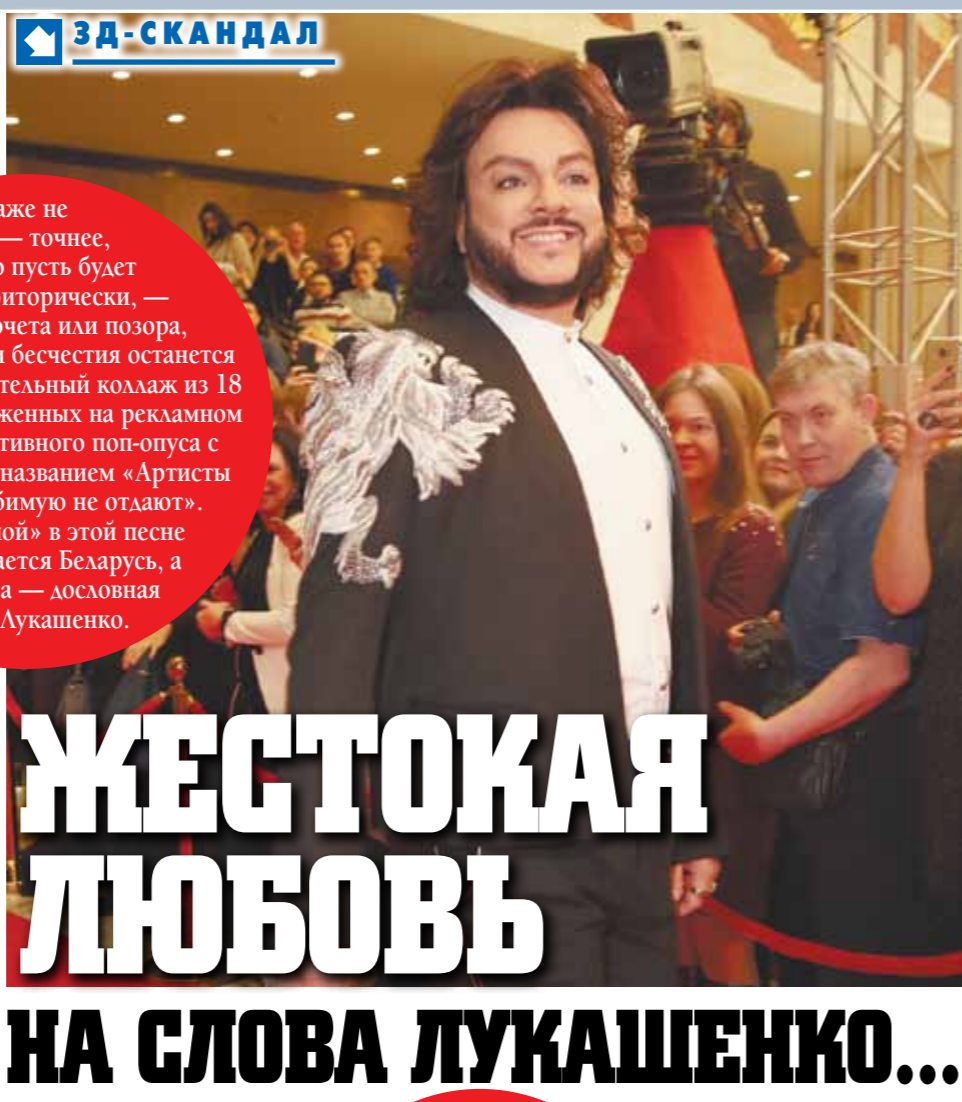 ЗД-СКАНДАЛ
аже не
— точнее,
о пусть будет
иторически, —
очета или позора,
и бесчестия останется
тельный коллаж из 18
женных на рекламном
тивного поп-опуса с
названием «Артисты
бимую не отдают».
ной» в этой песне
ается Беларусь, а
а — дословная
Лукашенко.
ЖЕСТОКАЯ
ЛЮБОВЬ
НА СЛОВА ЛУКАШЕНКО...